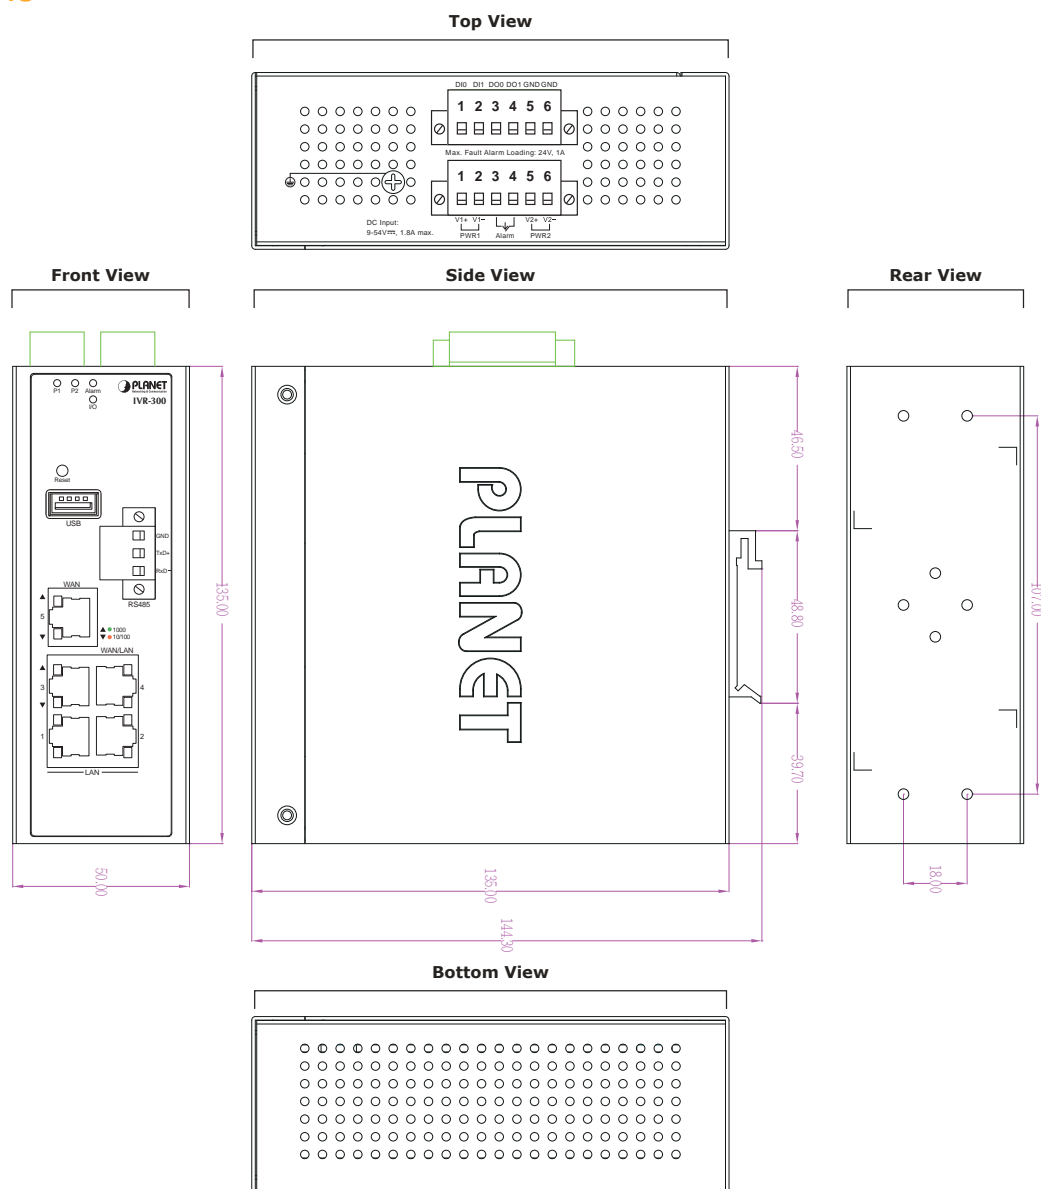 Top View
DI0 DI1 DO0 DO1 GND GND
1 2 3 4 5 6
Max. Fault Alarm Loading: 24V, 1A
1 2 3 4 5 6
V1+ V1− V2+ V2−
PWR1 Alarm PWR2
DC Input:
9-54V⎓, 1.8A max.
Front View
Side View
Rear View
P1 P2 Alarm
I/O
PLANET
Networking & Communication
IVR-300
Reset
USB
GND
TxD+
RxD−
RS485
WAN
▲
5
▼
▲ 1000
▼ 10/100
WAN/LAN
▲
3 4
▼
1 2
LAN
135.00
50.00
PLANET
46.50
48.80
39.70
135.00
144.30
107.00
18.00
Bottom View